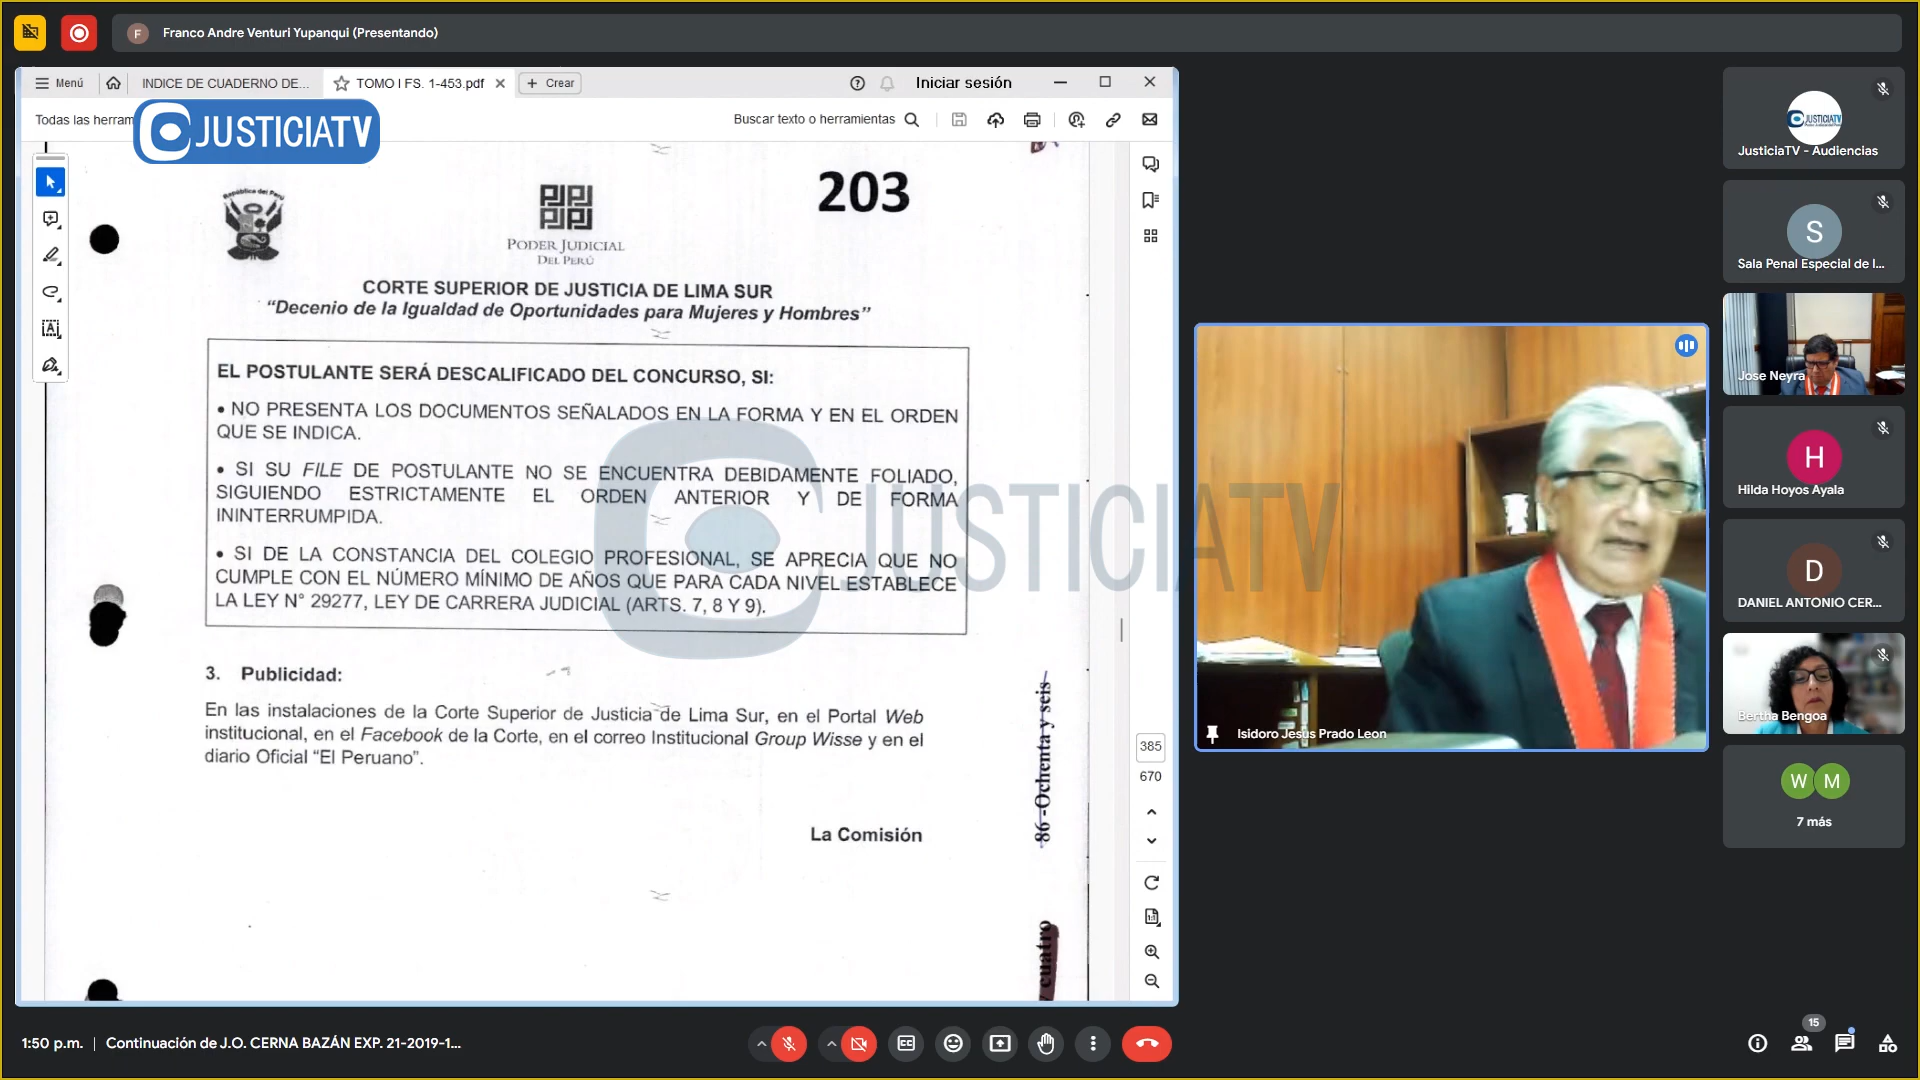 F Franco Andre Venturi Yupanqui (Presentando)
Menú
INDICE DE CUADERNO DE...
TOMO I FS. 1-453.pdf
Crear
Iniciar sesión
Todas las herram
JUSTICIATV
Buscar texto o herramientas
203
República del Perú
PODER JUDICIAL
DEL PERÚ
CORTE SUPERIOR DE JUSTICIA DE LIMA SUR
“Decenio de la Igualdad de Oportunidades para Mujeres y Hombres”
EL POSTULANTE SERÁ DESCALIFICADO DEL CONCURSO, SI:
• NO PRESENTA LOS DOCUMENTOS SEÑALADOS EN LA FORMA Y EN EL ORDEN
QUE SE INDICA.
• SI SU FILE DE POSTULANTE NO SE ENCUENTRA DEBIDAMENTE FOLIADO,
SIGUIENDO ESTRICTAMENTE EL ORDEN ANTERIOR Y DE FORMA
ININTERRUMPIDA.
• SI DE LA CONSTANCIA DEL COLEGIO PROFESIONAL, SE APRECIA QUE NO
CUMPLE CON EL NÚMERO MÍNIMO DE AÑOS QUE PARA CADA NIVEL ESTABLECE
LA LEY N° 29277, LEY DE CARRERA JUDICIAL (ARTS. 7, 8 Y 9).
3. Publicidad:
En las instalaciones de la Corte Superior de Justicia de Lima Sur, en el Portal Web
institucional, en el Facebook de la Corte, en el correo Institucional Group Wisse y en el
diario Oficial “El Peruano”.
La Comisión
86 -Ochenta y seis
cuatro
385
670
JUSTICIATV
Isidoro Jesus Prado Leon
JUSTICIATV
JusticiaTV - Audiencias
S
Sala Penal Especial de l...
Jose Neyra
H
Hilda Hoyos Ayala
D
DANIEL ANTONIO CER...
Bertha Bengoa
W M
7 más
1:50 p.m. | Continuación de J.O. CERNA BAZÁN EXP. 21-2019-1...
15